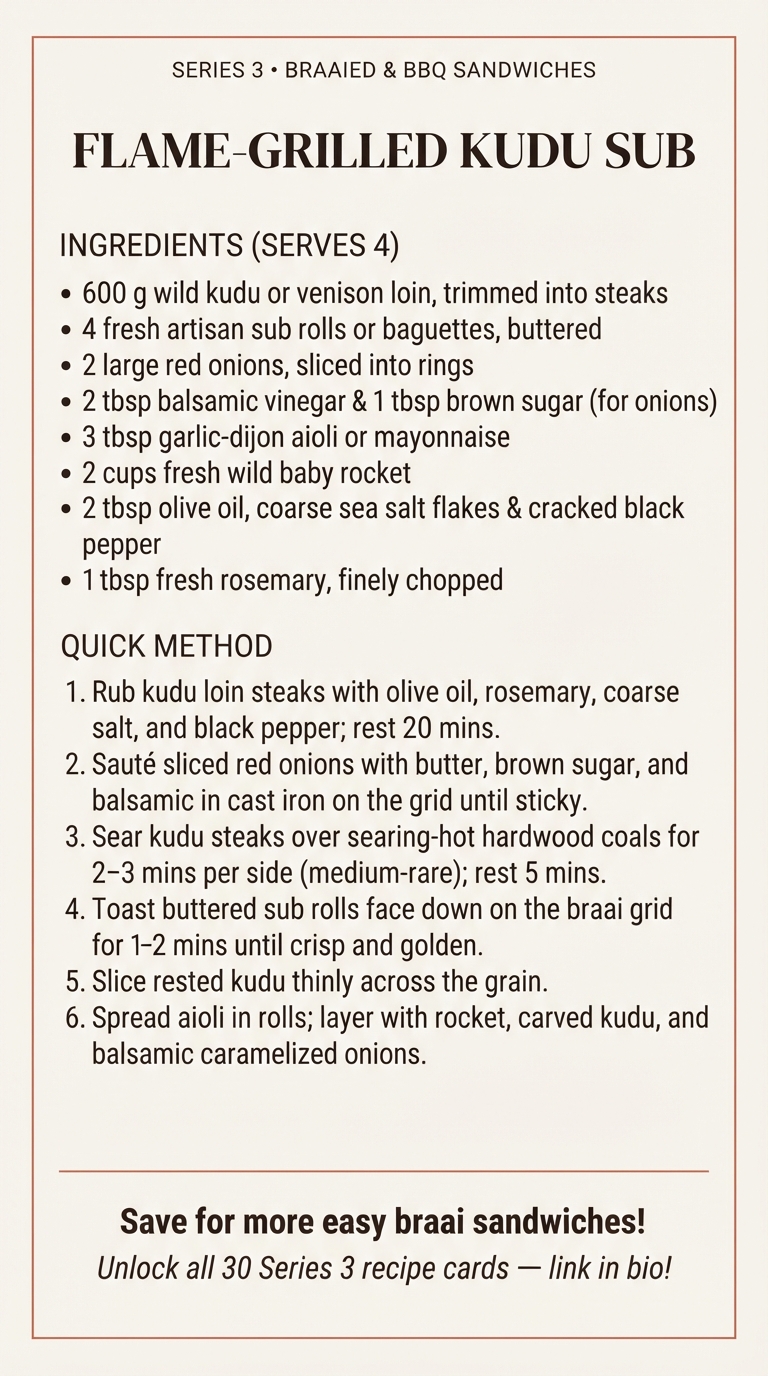 SERIES 3 • BRAAIED & BBQ SANDWICHES
FLAME-GRILLED KUDU SUB
INGREDIENTS (SERVES 4)
• 600 g wild kudu or venison loin, trimmed into steaks
• 4 fresh artisan sub rolls or baguettes, buttered
• 2 large red onions, sliced into rings
• 2 tbsp balsamic vinegar & 1 tbsp brown sugar (for onions)
• 3 tbsp garlic-dijon aioli or mayonnaise
• 2 cups fresh wild baby rocket
• 2 tbsp olive oil, coarse sea salt flakes & cracked black
pepper
• 1 tbsp fresh rosemary, finely chopped
QUICK METHOD
1. Rub kudu loin steaks with olive oil, rosemary, coarse
salt, and black pepper; rest 20 mins.
2. Sauté sliced red onions with butter, brown sugar, and
balsamic in cast iron on the grid until sticky.
3. Sear kudu steaks over searing-hot hardwood coals for
2–3 mins per side (medium-rare); rest 5 mins.
4. Toast buttered sub rolls face down on the braai grid
for 1–2 mins until crisp and golden.
5. Slice rested kudu thinly across the grain.
6. Spread aioli in rolls; layer with rocket, carved kudu, and
balsamic caramelized onions.
Save for more easy braai sandwiches!
Unlock all 30 Series 3 recipe cards — link in bio!